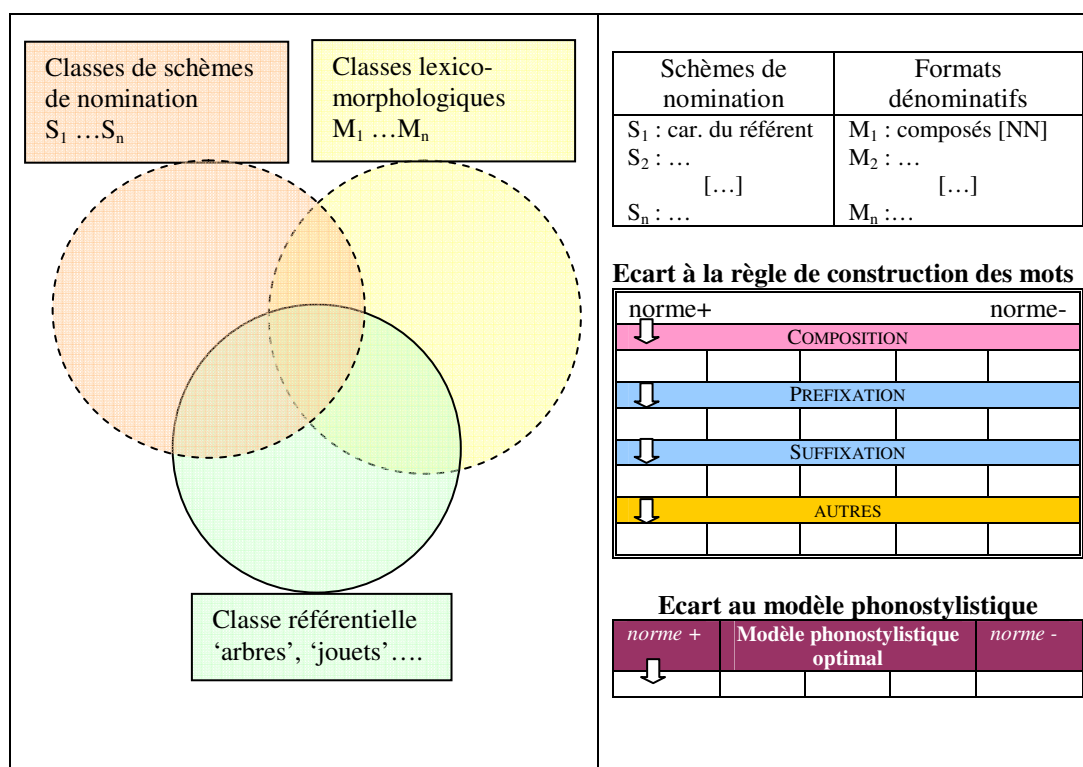 Classes de schèmes
de nomination
S1 …Sn
Classes lexico-
morphologiques
M1 …Mn
Classe référentielle
‘arbres’, ‘jouets’….
Schèmes de
nomination
Formats
dénominatifs
S1 : car. du référent
S2 : …
[…]
Sn : …
M1 : composés [NN]
M2 : …
[…]
Mn :…
Ecart à la règle de construction des mots
norme+ norme-
COMPOSITION
PREFIXATION
SUFFIXATION
AUTRES
Ecart au modèle phonostylistique
norme +
Modèle phonostylistique
optimal
norme -